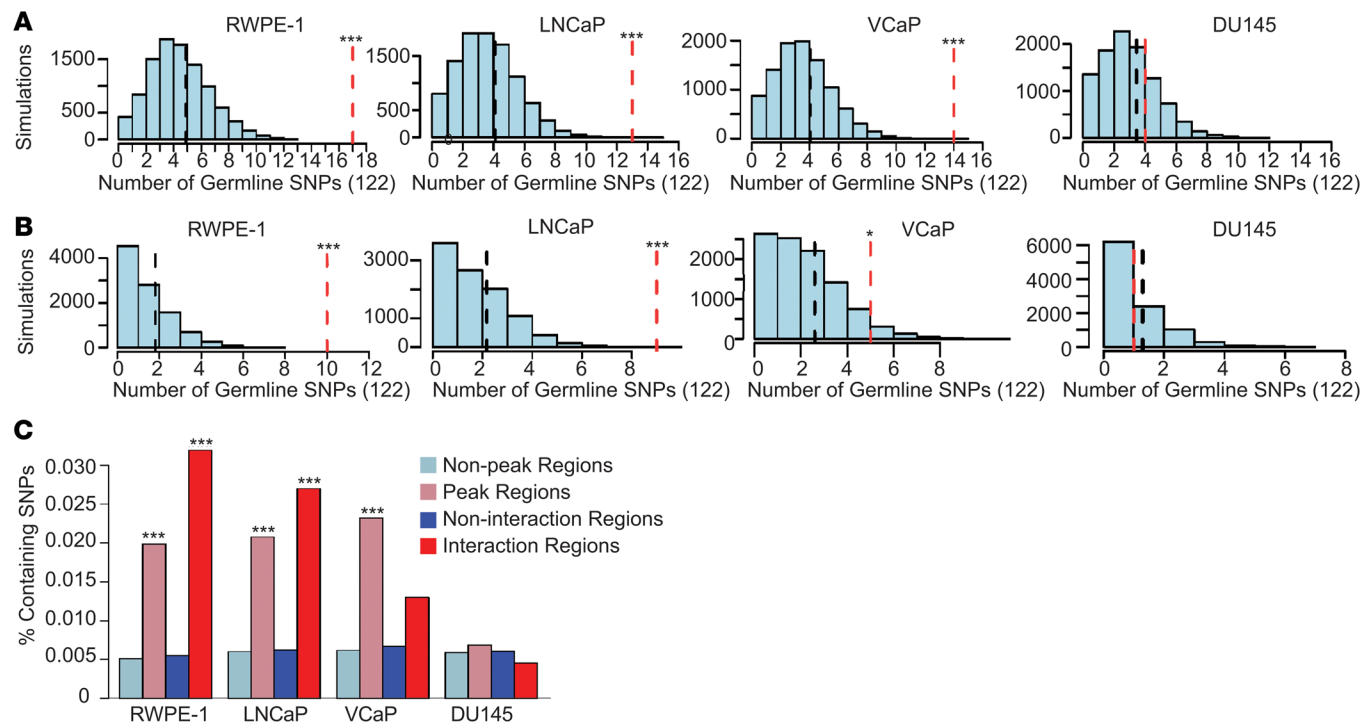 A
RWPE-1 LNCaP VCaP DU145
*** *** ***
Simulations
1500
500
0
0 2 4 6 8 10 12 14 16 18
Number of Germline SNPs (122)
1500
500
0
0 2 4 6 8 10 12 14 16
Number of Germline SNPs (122)
2000
1000
0
0 2 4 6 8 10 12 14 16
Number of Germline SNPs (122)
2000
1000
0
0 2 4 6 8 10 12 14 16
Number of Germline SNPs (122)
B
RWPE-1 LNCaP VCaP DU145
*** *** *
Simulations
4000
2000
0
0 2 4 6 8 10 12
Number of Germline SNPs (122)
3000
1000
0
0 2 4 6 8
Number of Germline SNPs (122)
2000
1000
0
0 2 4 6 8
Number of Germline SNPs (122)
6000
4000
2000
0
0 2 4 6 8
Number of Germline SNPs (122)
C
% Containing SNPs
0.030
0.025
0.020
0.015
0.010
0.005
0
*** *** *** *** ***
Non-peak Regions
Peak Regions
Non-interaction Regions
Interaction Regions
RWPE-1 LNCaP VCaP DU145